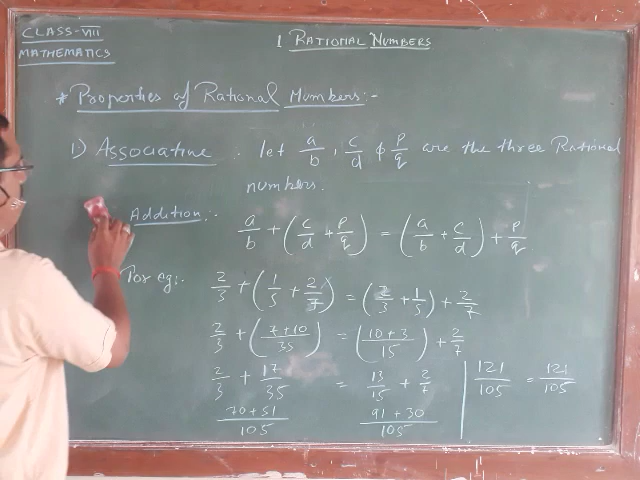 CLASS-VIII
MATHEMATICS
1 RATIONAL NUMBERS
* Properties of Rational Numbers:-
1) Associative . let a/b , c/d & p/q are the three Rational
numbers.
Addition:-
a/b + (c/d + p/q) = (a/b + c/d) + p/q
For eg:-
2/3 + (1/5 + 2/7) = (2/3 + 1/5) + 2/7
2/3 + (7+10/35) = (10+3/15) + 2/7
2/3 + 17/35 = 13/15 + 2/7
70+51/105 91+30/105
121/105 = 121/105